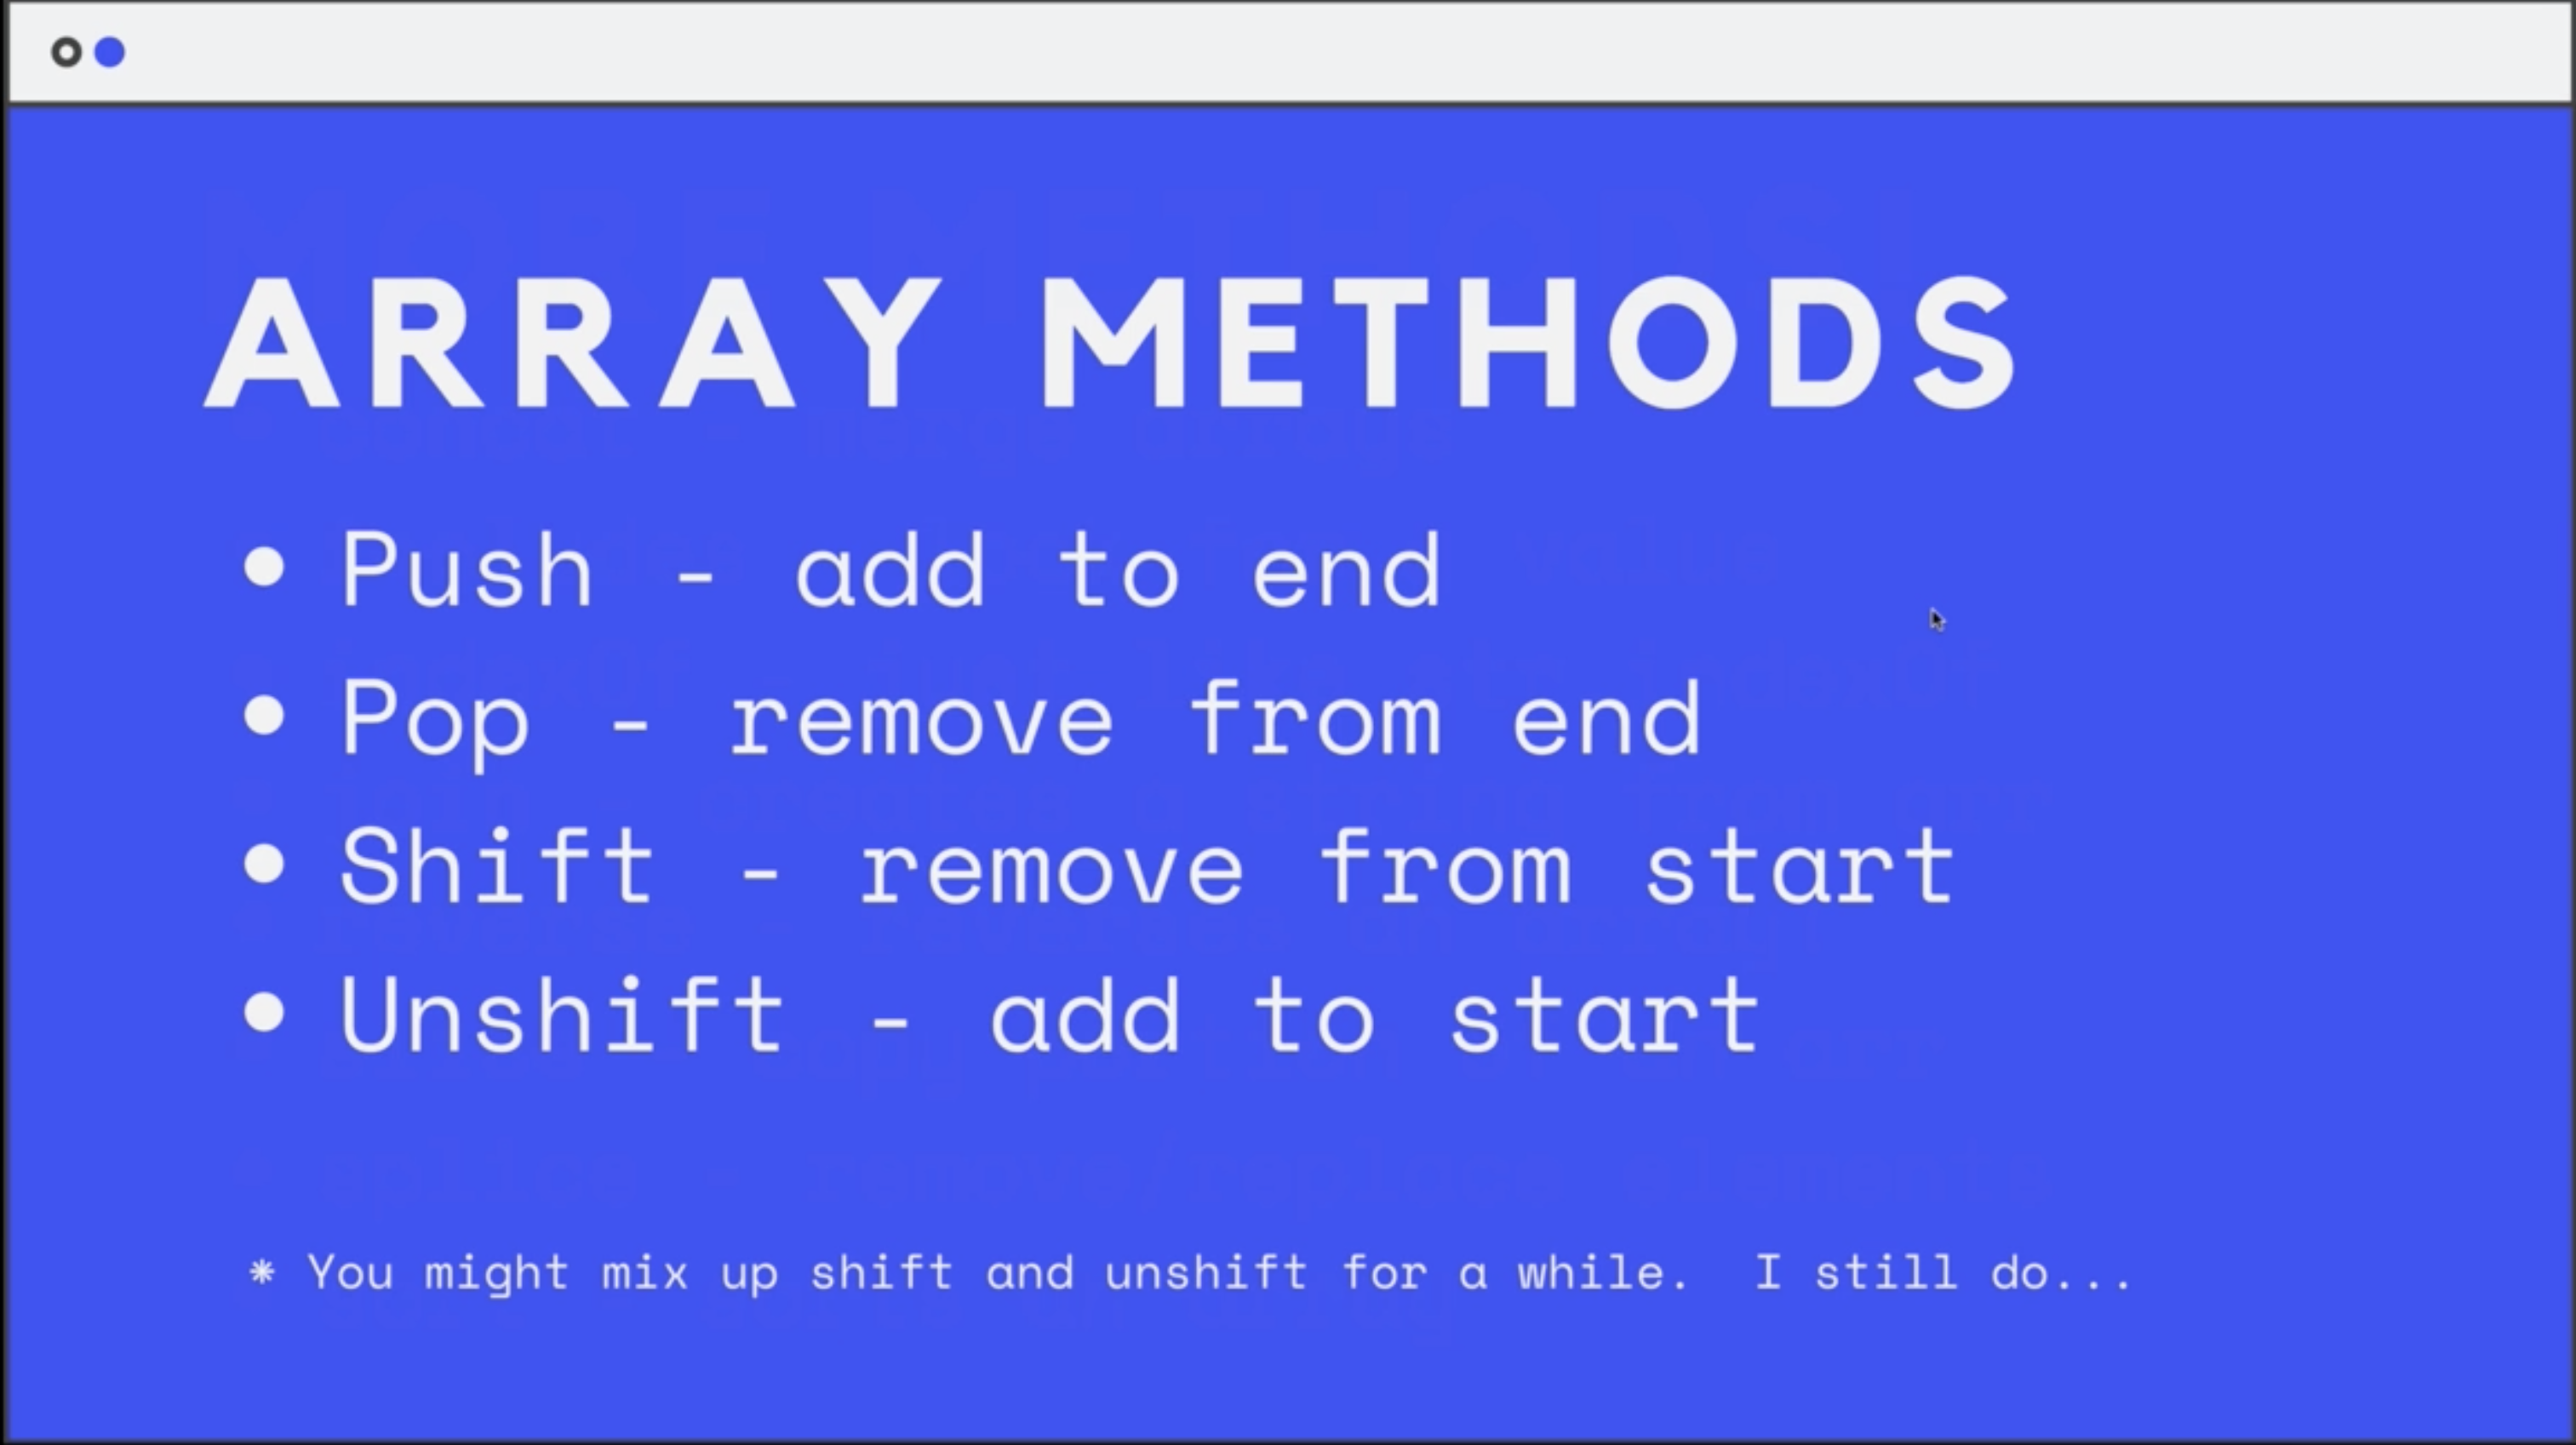 ARRAY METHODS
• Push - add to end
• Pop - remove from end
• Shift - remove from start
• Unshift - add to start
* You might mix up shift and unshift for a while.  I still do...